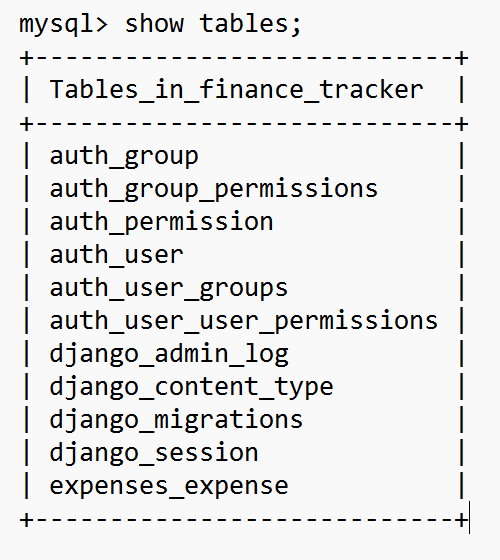 mysql> show tables;
+----------------------------+
| Tables_in_finance_tracker  |
+----------------------------+
| auth_group                 |
| auth_group_permissions     |
| auth_permission            |
| auth_user                  |
| auth_user_groups           |
| auth_user_user_permissions |
| django_admin_log           |
| django_content_type        |
| django_migrations          |
| django_session             |
| expenses_expense           |
+----------------------------+